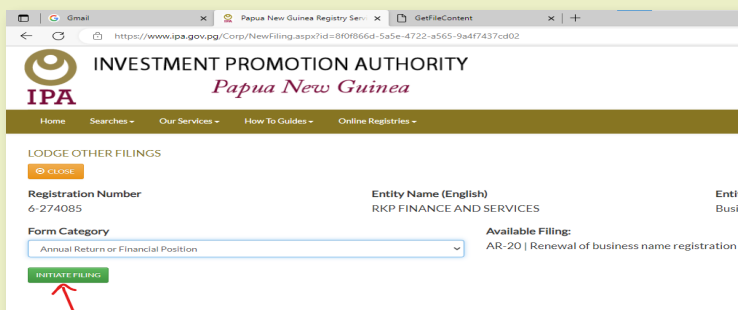 Gmail
Papua New Guinea Registry Serv
GetFileContent
https://www.ipa.gov.pg/Corp/NewFiling.aspx?id=8f0f866d-5a5e-4722-a565-9a4f7437cd02
IPA
INVESTMENT PROMOTION AUTHORITY
Papua New Guinea
Home Searches Our Services How To Guides Online Registries
LODGE OTHER FILINGS
CLOSE
Registration Number Entity Name (English) Enti
6-274085 RKP FINANCE AND SERVICES Busi
Form Category Available Filing:
Annual Return or Financial Position AR-20 | Renewal of business name registration
INITIATE FILING